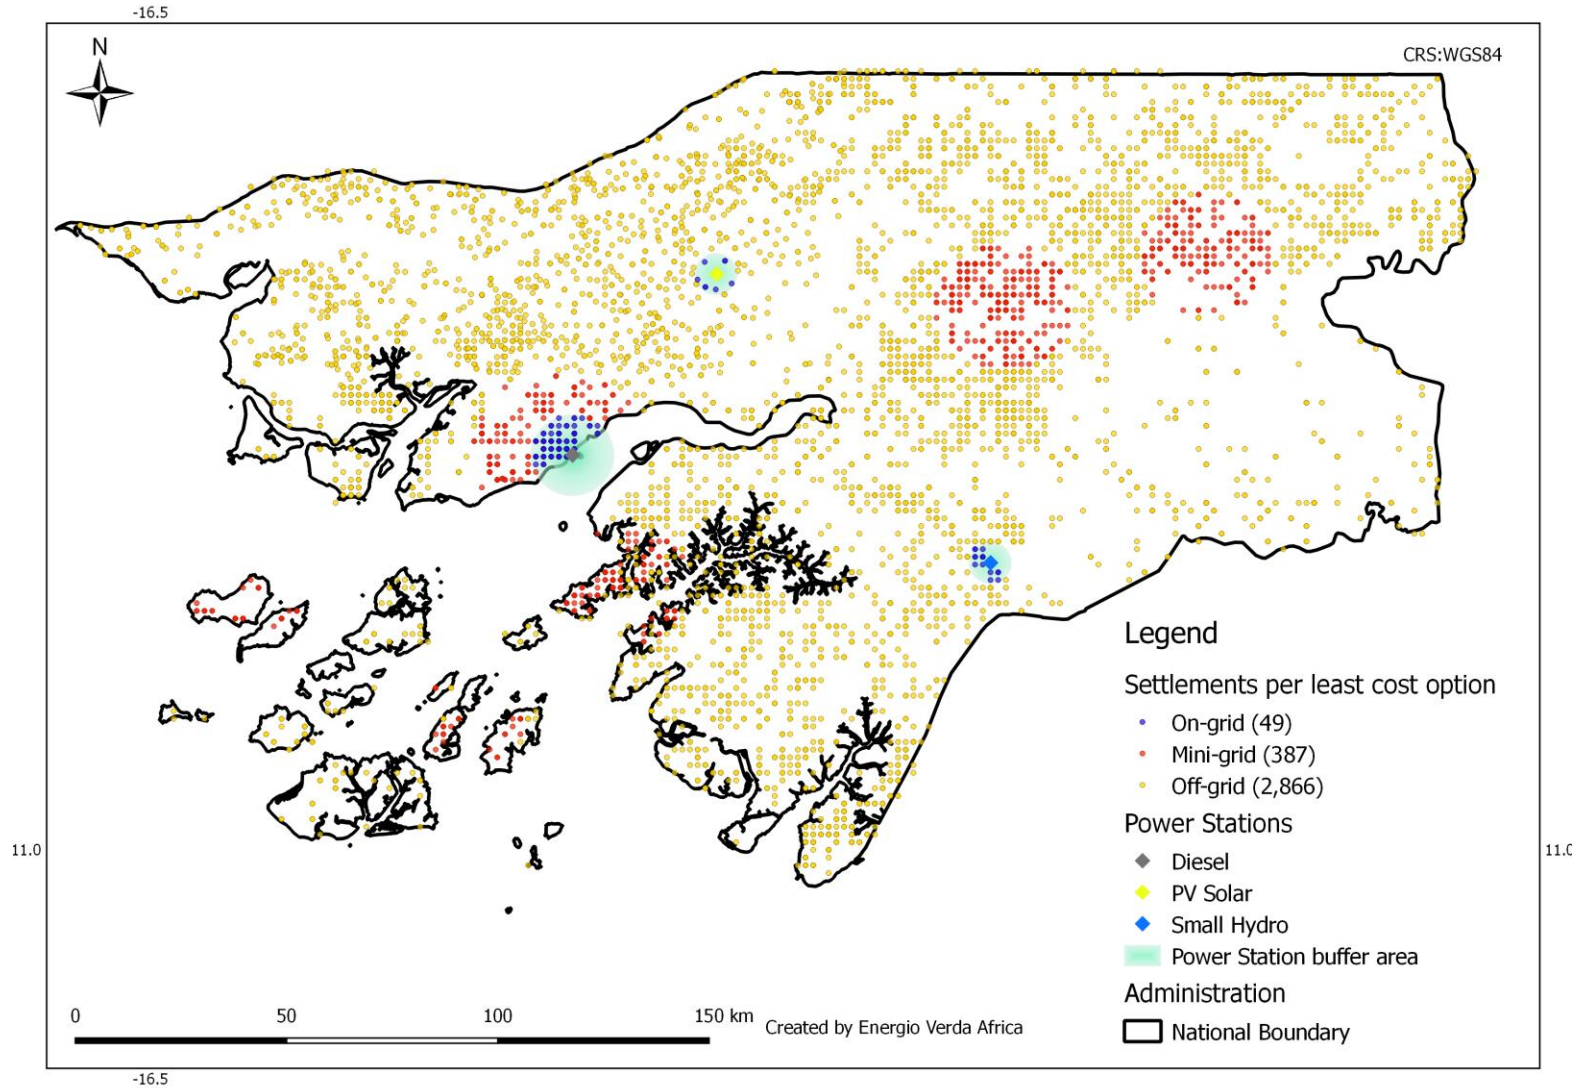 -16.5
N
CRS:WGS84
Legend
Settlements per least cost option
On-grid (49)
Mini-grid (387)
Off-grid (2,866)
Power Stations
Diesel
PV Solar
Small Hydro
Power Station buffer area
Administration
National Boundary
11.0
11.0
0 50 100 150 km
Created by Energio Verda Africa
-16.5